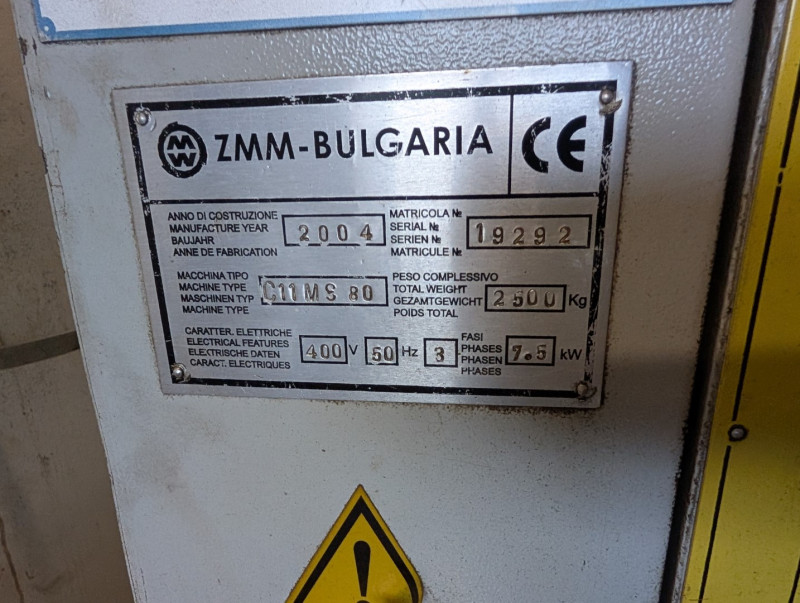 MW ZMM-BULGARIA CE
ANNO DI COSTRUZIONE
MANUFACTURE YEAR
BAUJAHR
ANNE DE FABRICATION
2004
MATRICOLA №
SERIAL №
SERIEN №
MATRICULE №
19292
MACCHINA TIPO
MACHINE TYPE
MASCHINEN TYP
MACHINE TYPE
C11MS 80
PESO COMPLESSIVO
TOTAL WEIGHT
GEZAMTGEWICHT
POIDS TOTAL
2500 Kg
CARATTER. ELETTRICHE
ELECTRICAL FEATURES
ELEKTRISCHE DATEN
CARACT. ELECTRIQUES
400 V 50 Hz 3
FASI
PHASES
PHASEN
PHASES
7.5 kW
!